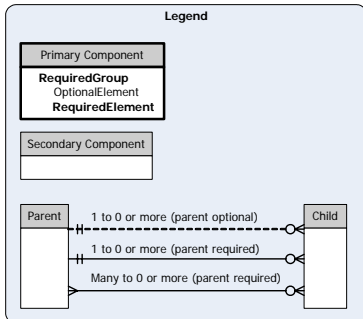 Legend
Primary Component
RequiredGroup
OptionalElement
RequiredElement
Secondary Component
Parent
1 to 0 or more (parent optional)
Child
1 to 0 or more (parent required)
Many to 0 or more (parent required)